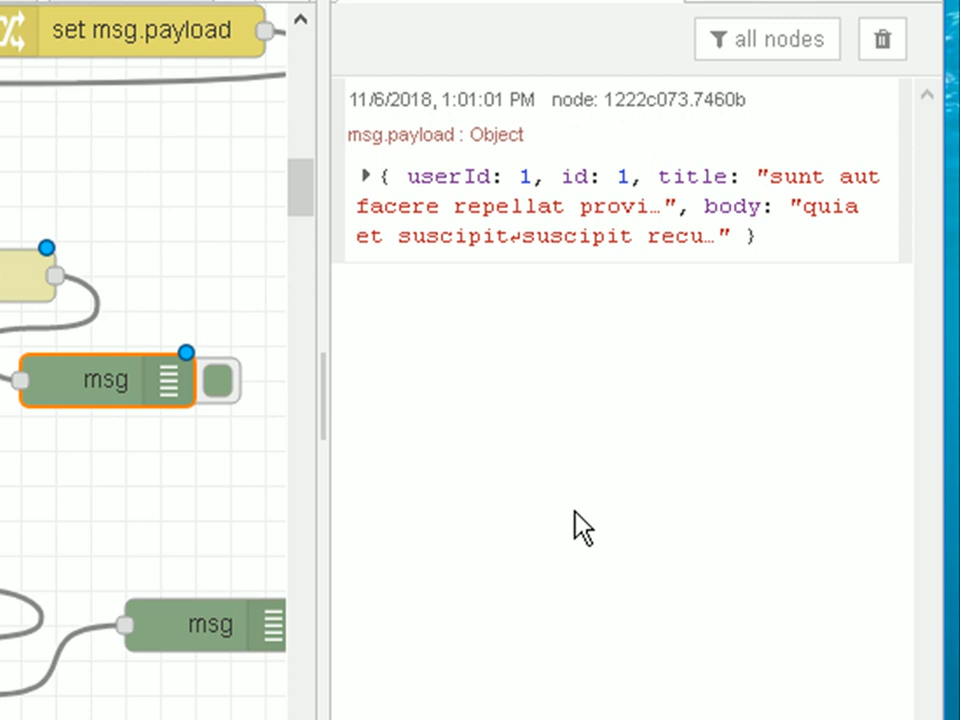 set msg.payload
all nodes
11/6/2018, 1:01:01 PM node: 1222c073.7460b
msg.payload : Object
{ userId: 1, id: 1, title: "sunt aut
facere repellat provi…", body: "quia
et suscipit↵suscipit recu…" }
msg
msg